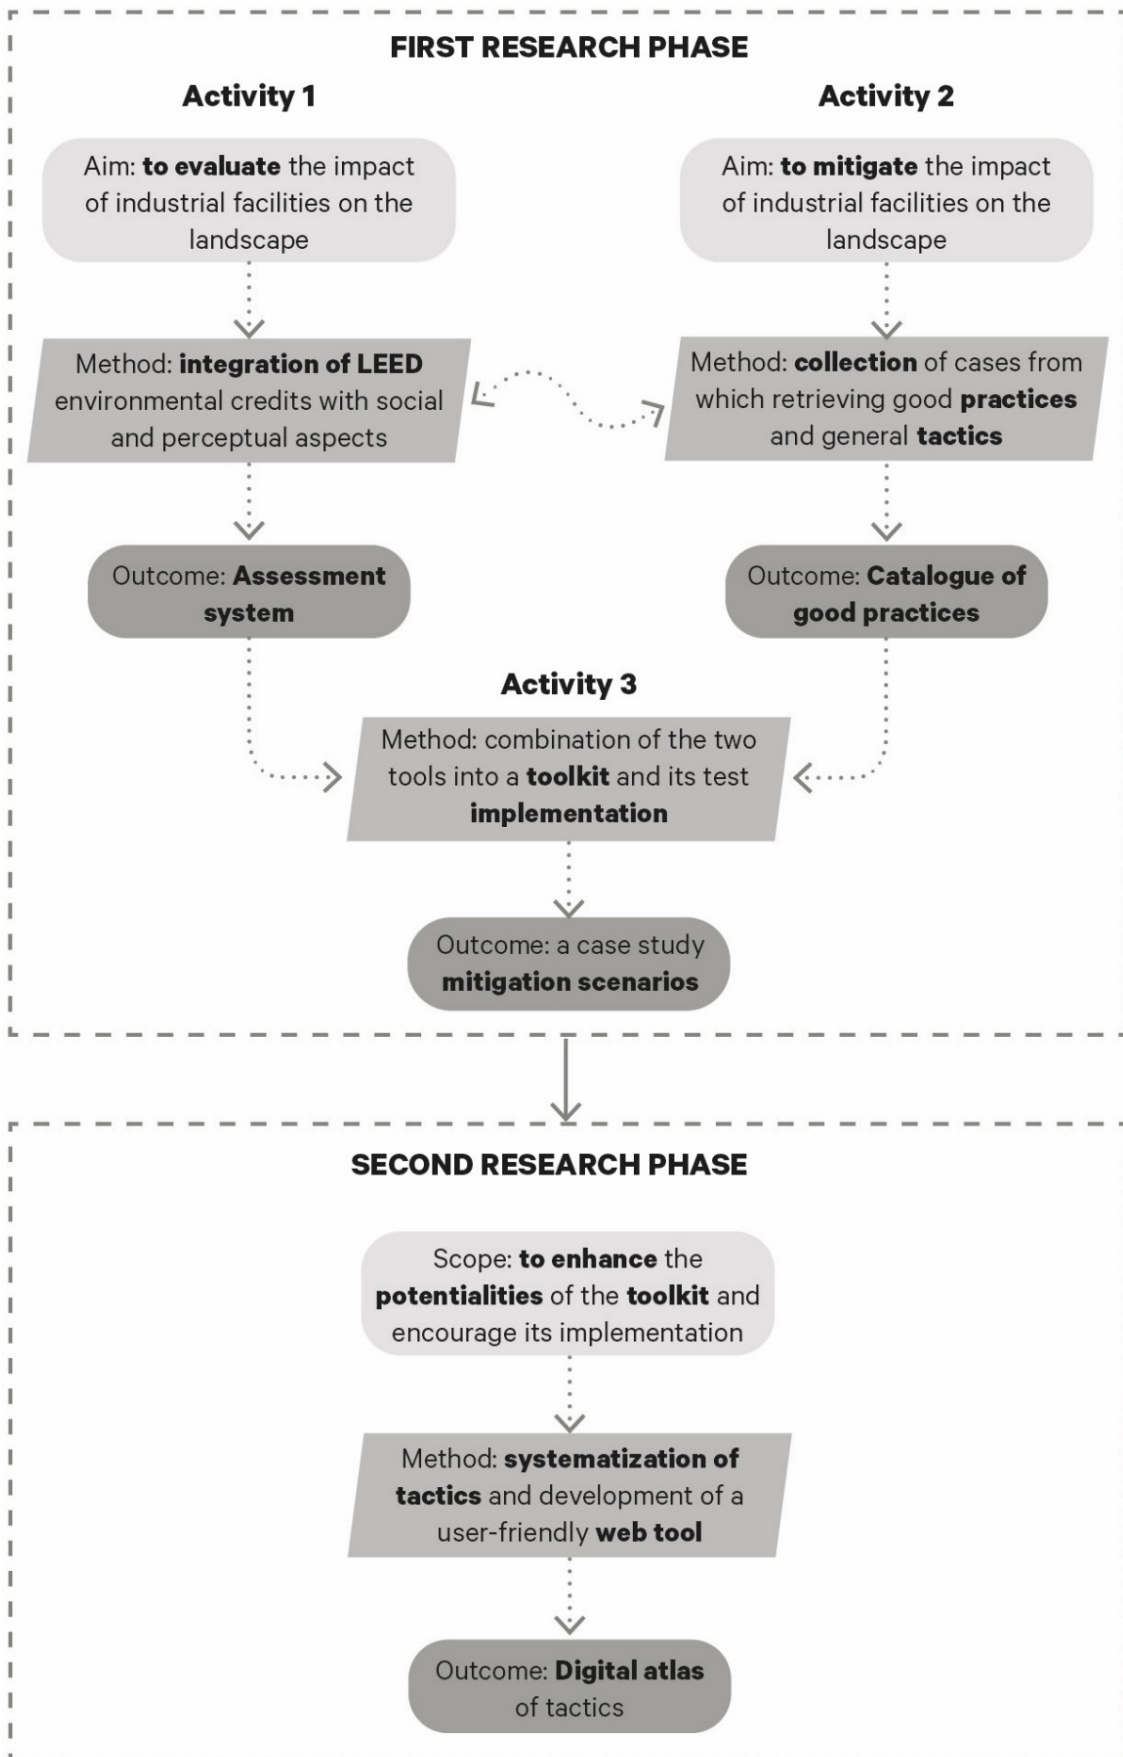 FIRST RESEARCH PHASE
Activity 1
Aim: to evaluate the impact
of industrial facilities on the
landscape
Method: integration of LEED
environmental credits with social
and perceptual aspects
Outcome: Assessment
system
Activity 2
Aim: to mitigate the impact
of industrial facilities on the
landscape
Method: collection of cases from
which retrieving good practices
and general tactics
Outcome: Catalogue of
good practices
Activity 3
Method: combination of the two
tools into a toolkit and its test
implementation
Outcome: a case study
mitigation scenarios
SECOND RESEARCH PHASE
Scope: to enhance the
potentialities of the toolkit and
encourage its implementation
Method: systematization of
tactics and development of a
user-friendly web tool
Outcome: Digital atlas
of tactics